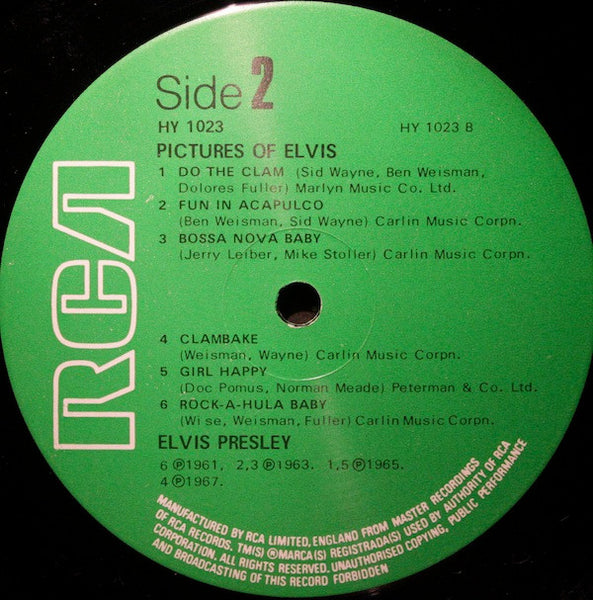 Side 2
HY 1023
HY 1023 B
PICTURES OF ELVIS
1 DO THE CLAM (Sid Wayne, Ben Weisman,
Dolores Fuller) Marlyn Music Co. Ltd.
2 FUN IN ACAPULCO
(Ben Weisman, Sid Wayne) Carlin Music Corpn.
3 BOSSA NOVA BABY
(Jerry Leiber, Mike Stoller) Carlin Music Corpn.
4 CLAMBAKE
(Weisman, Wayne) Carlin Music Corpn.
5 GIRL HAPPY
(Doc Pomus, Norman Meade) Peterman & Co. Ltd.
6 ROCK-A-HULA BABY
(Wise, Weisman, Fuller) Carlin Music Corpn.
ELVIS PRESLEY
6 ℗ 1961, 2,3 ℗ 1963. 1,5 ℗ 1965.
4 ℗ 1967.
RCA
MANUFACTURED BY RCA LIMITED, ENGLAND FROM MASTER RECORDINGS
OF RCA RECORDS. TM(S) ® MARCA(S) REGISTRADA(S) USED BY AUTHORITY OF RCA
CORPORATION, ALL RIGHTS RESERVED. UNAUTHORISED COPYING, PUBLIC PERFORMANCE
AND BROADCASTING OF THIS RECORD FORBIDDEN